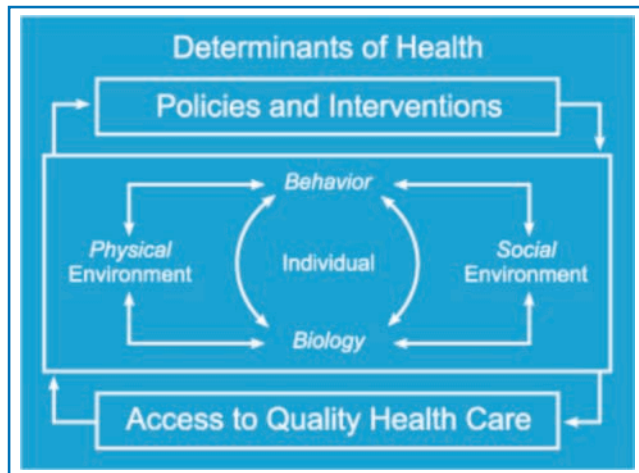 Determinants of Health
Policies and Interventions
Behavior
Physical
Environment
Individual
Social
Environment
Biology
Access to Quality Health Care